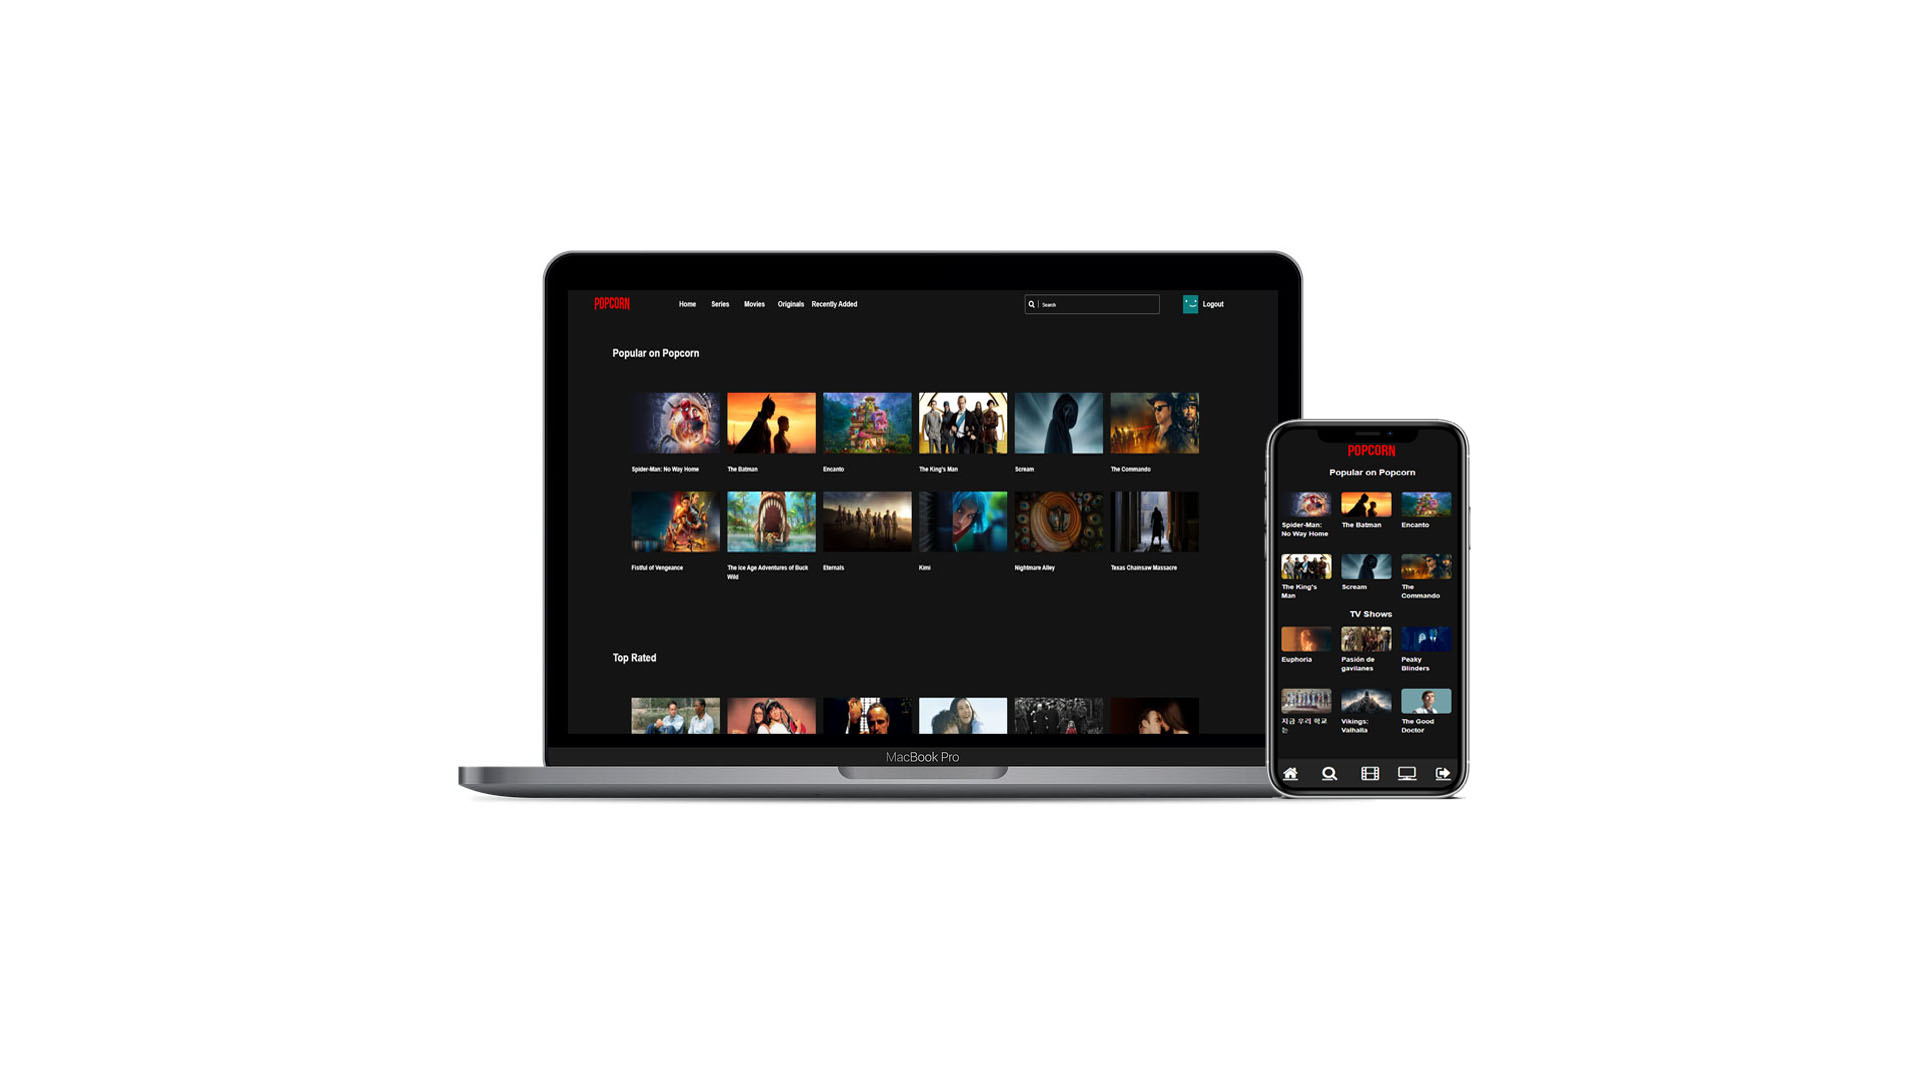 POPCORN
Home Series Movies Originals Recently Added
Search
Logout
Popular on Popcorn
Spider-Man: No Way Home
The Batman
Encanto
The King's Man
Scream
The Commando
Fistful of Vengeance
The Ice Age Adventures of Buck
Wild
Eternals
Kimi
Nightmare Alley
Texas Chainsaw Massacre
Top Rated
MacBook Pro
POPCORN
Popular on Popcorn
Spider-Man:
No Way Home
The Batman
Encanto
The King's
Man
Scream
The
Commando
TV Shows
Euphoria
Pasión de
gavilanes
Peaky
Blinders
지금 우리 학교
는
Vikings:
Valhalla
The Good
Doctor